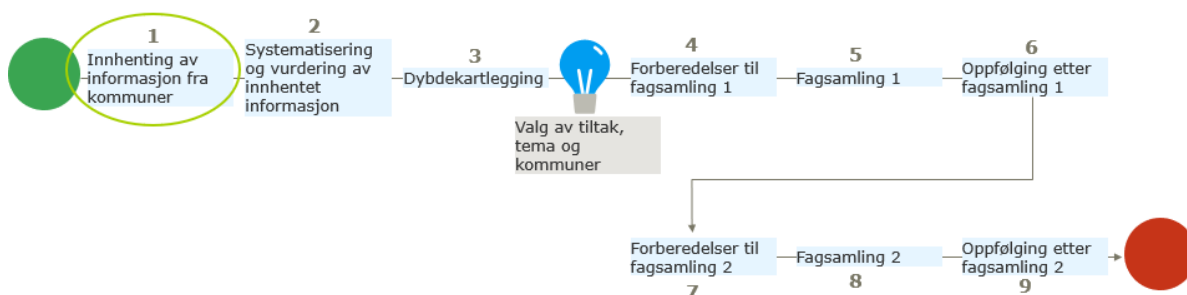 1
Innhenting av
informasjon fra
kommuner
2
Systematisering
og vurdering av
innhentet
informasjon
3
Dybdekartlegging
Valg av tiltak,
tema og
kommuner
4
Forberedelser til
fagsamling 1
5
Fagsamling 1
6
Oppfølging etter
fagsamling 1
Forberedelser til
fagsamling 2
7
Fagsamling 2
8
Oppfølging etter
fagsamling 2
9